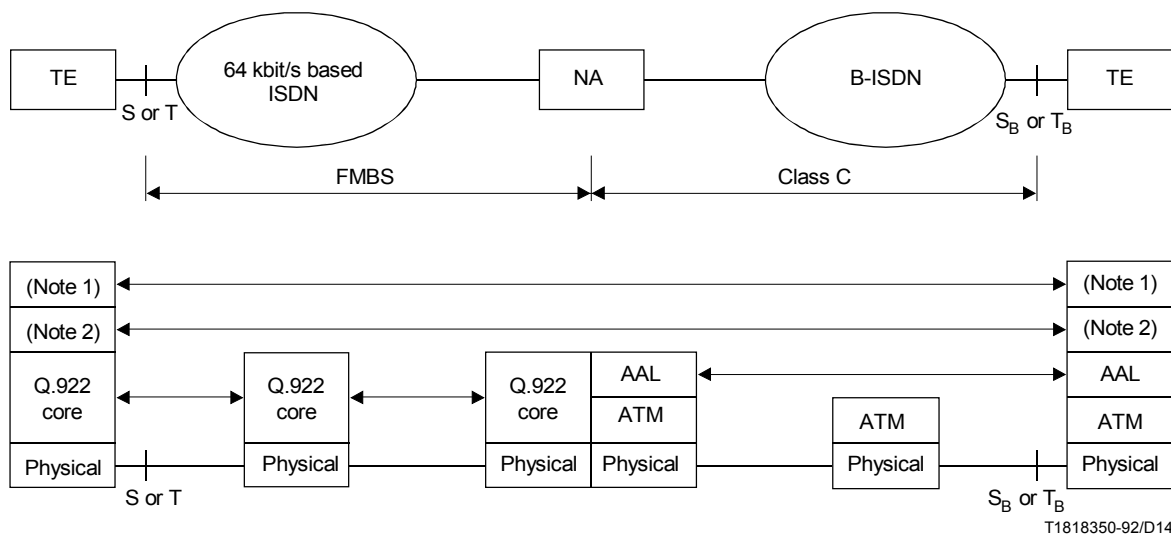 TE
64 kbit/s based
ISDN
NA
B-ISDN
TE
S or T
SB or TB
FMBS
Class C
(Note 1)
(Note 1)
(Note 2)
(Note 2)
Q.922
core
Q.922
core
Q.922
core
AAL
AAL
ATM
ATM
ATM
Physical
Physical
Physical
Physical
Physical
Physical
S or T
SB or TB
T1818350-92/D14